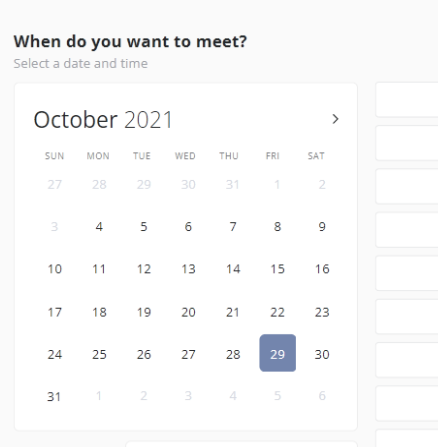 When do you want to meet?
Select a date and time
October 2021 >
SUN MON TUE WED THU FRI SAT
27 28 29 30 31 1 2
3 4 5 6 7 8 9
10 11 12 13 14 15 16
17 18 19 20 21 22 23
24 25 26 27 28 29 30
31 1 2 3 4 5 6